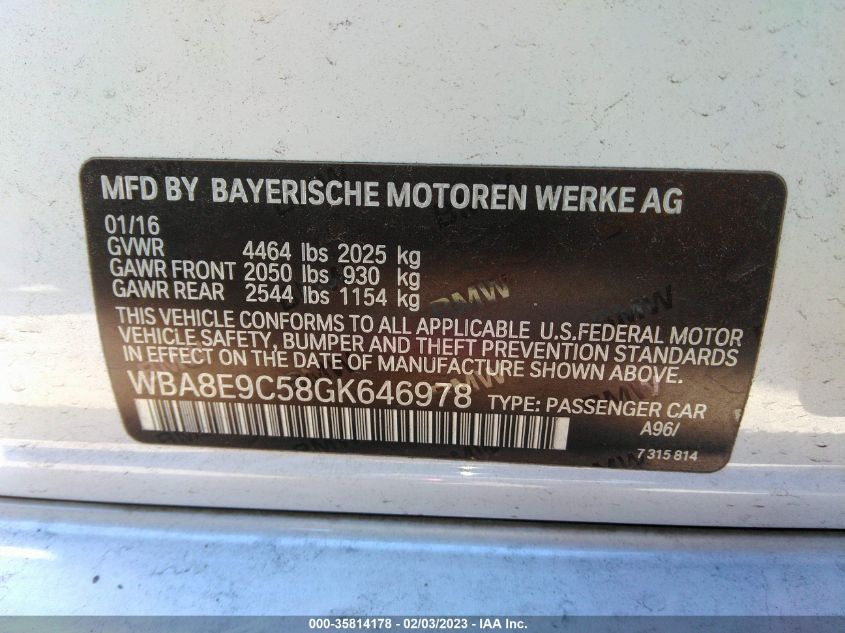 MFD BY BAYERISCHE MOTOREN WERKE AG
01/16
GVWR 4464 lbs 2025 kg
GAWR FRONT 2050 lbs 930 kg
GAWR REAR 2544 lbs 1154 kg
THIS VEHICLE CONFORMS TO ALL APPLICABLE U.S.FEDERAL MOTOR
VEHICLE SAFETY, BUMPER AND THEFT PREVENTION STANDARDS
IN EFFECT ON THE DATE OF MANUFACTURE SHOWN ABOVE.
WBA8E9C58GK646978 TYPE: PASSENGER CAR
A96/
7 315 814
BMW
000-35814178 - 02/03/2023 - IAA Inc.